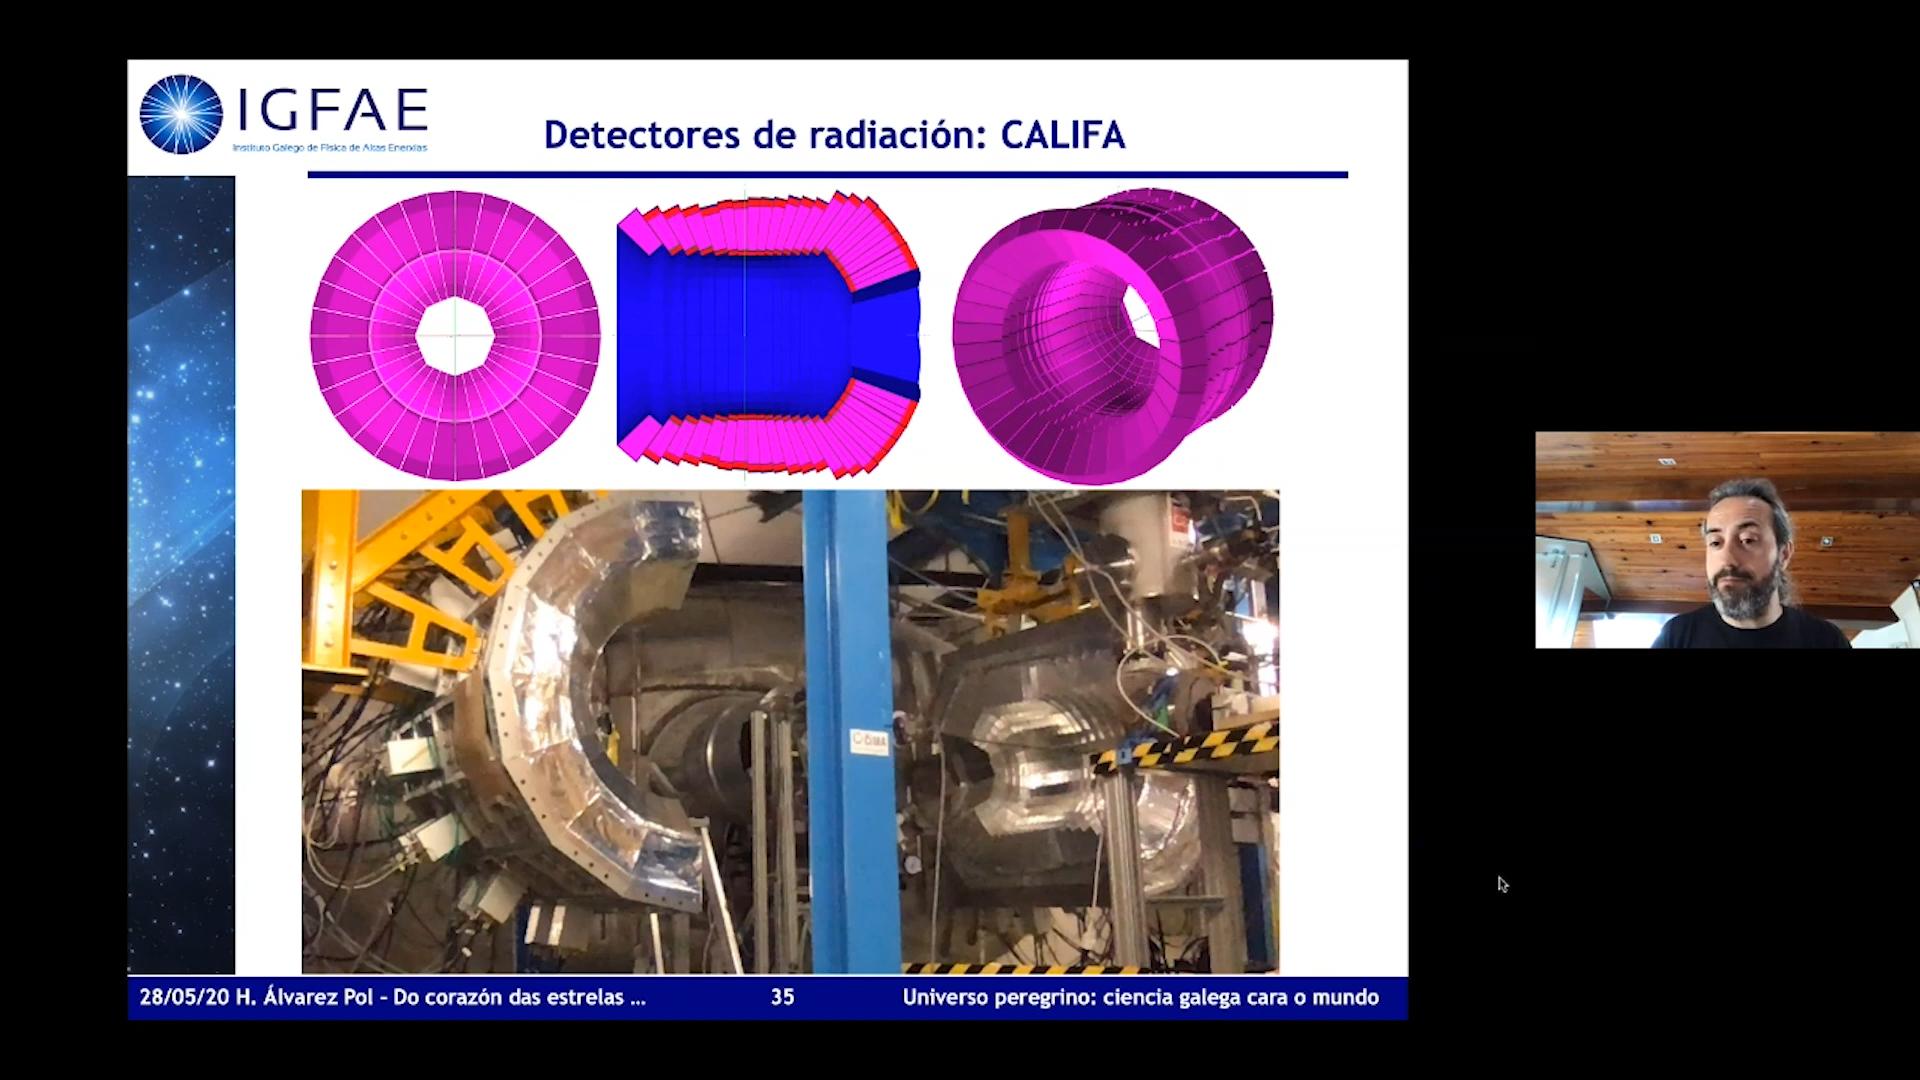 IGFAE
Instituto Galego de Física de Altas Enerxías
Detectores de radiación: CALIFA
28/05/20 H. Álvarez Pol - Do corazón das estrelas ...
35
Universo peregrino: ciencia galega cara o mundo